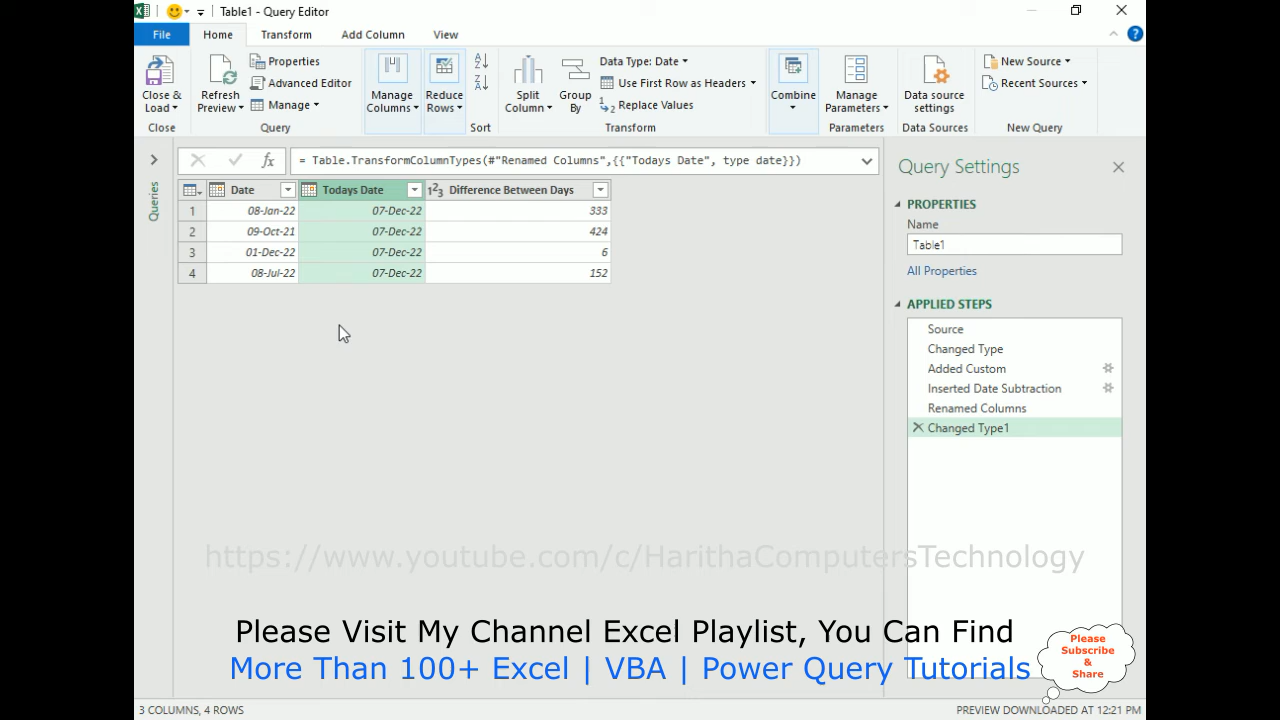 Table1 - Query Editor
File Home Transform Add Column View
Close & Load
Refresh Preview
Properties
Advanced Editor
Manage
Manage Columns
Reduce Rows
Split Column
Group By
Data Type: Date
Use First Row as Headers
Replace Values
Combine
Manage Parameters
Data source settings
New Source
Recent Sources
Close Query Sort Transform Parameters Data Sources New Query
= Table.TransformColumnTypes(#"Renamed Columns",{{"Todays Date", type date}})
Queries
Date Todays Date Difference Between Days
1 08-Jan-22 07-Dec-22 333
2 09-Oct-21 07-Dec-22 424
3 01-Dec-22 07-Dec-22 6
4 08-Jul-22 07-Dec-22 152
Query Settings
PROPERTIES
Name
Table1
All Properties
APPLIED STEPS
Source
Changed Type
Added Custom
Inserted Date Subtraction
Renamed Columns
Changed Type1
https://www.youtube.com/c/HarithaComputersTechnology
Please Visit My Channel Excel Playlist, You Can Find
More Than 100+ Excel | VBA | Power Query Tutorials
Please
Subscribe
&
Share
3 COLUMNS, 4 ROWS
PREVIEW DOWNLOADED AT 12:21 PM